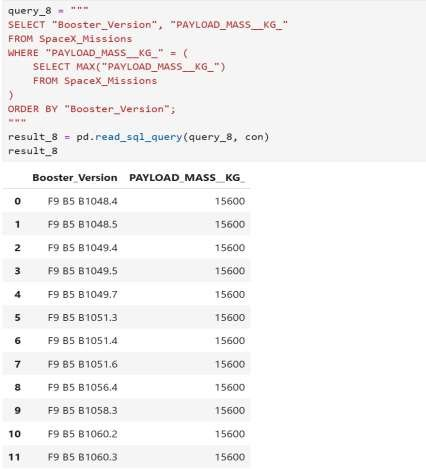 query_8 = """
SELECT "Booster_Version", "PAYLOAD_MASS__KG_"
FROM SpaceX_Missions
WHERE "PAYLOAD_MASS__KG_" = (
    SELECT MAX("PAYLOAD_MASS__KG_")
    FROM SpaceX_Missions
)
ORDER BY "Booster_Version";
"""
result_8 = pd.read_sql_query(query_8, con)
result_8
Booster_Version PAYLOAD_MASS__KG_
0 F9 B5 B1048.4 15600
1 F9 B5 B1048.5 15600
2 F9 B5 B1049.4 15600
3 F9 B5 B1049.5 15600
4 F9 B5 B1049.7 15600
5 F9 B5 B1051.3 15600
6 F9 B5 B1051.4 15600
7 F9 B5 B1051.6 15600
8 F9 B5 B1056.4 15600
9 F9 B5 B1058.3 15600
10 F9 B5 B1060.2 15600
11 F9 B5 B1060.3 15600